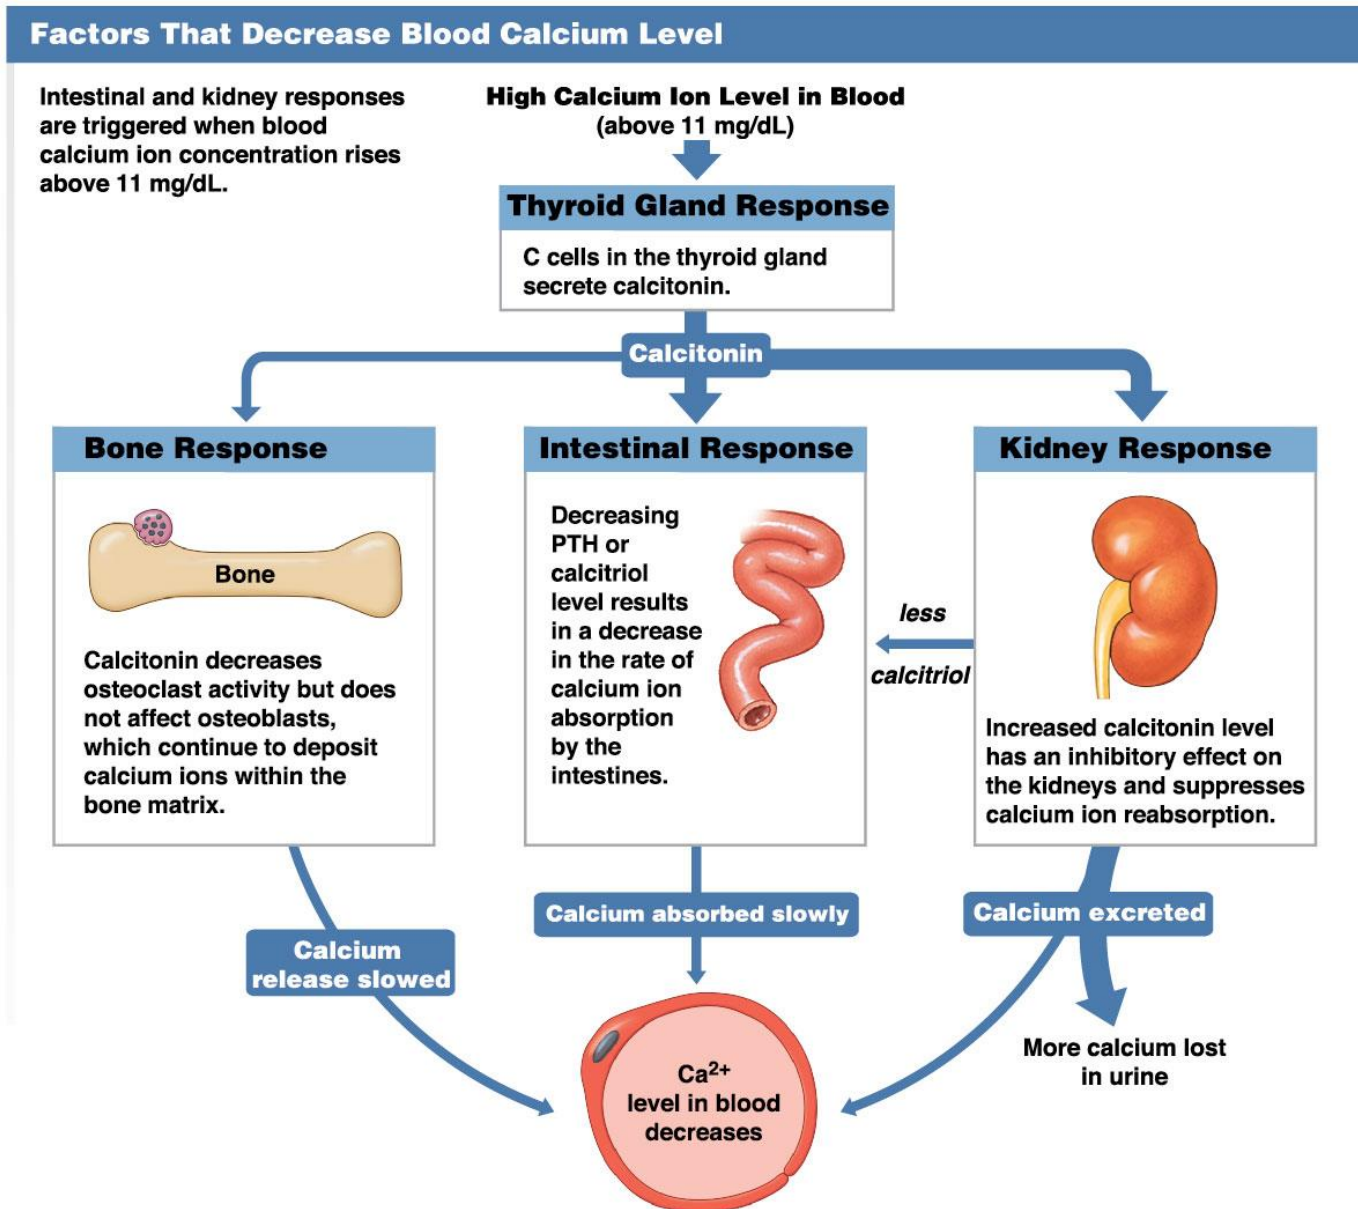 Factors That Decrease Blood Calcium Level
Intestinal and kidney responses
are triggered when blood
calcium ion concentration rises
above 11 mg/dL.
High Calcium Ion Level in Blood
(above 11 mg/dL)
Thyroid Gland Response
C cells in the thyroid gland
secrete calcitonin.
Calcitonin
Bone Response
Bone
Calcitonin decreases
osteoclast activity but does
not affect osteoblasts,
which continue to deposit
calcium ions within the
bone matrix.
Intestinal Response
Decreasing
PTH or
calcitriol
level results
in a decrease
in the rate of
calcium ion
absorption
by the
intestines.
less
calcitriol
Kidney Response
Increased calcitonin level
has an inhibitory effect on
the kidneys and suppresses
calcium ion reabsorption.
Calcium
release slowed
Calcium absorbed slowly
Calcium excreted
More calcium lost
in urine
Ca²⁺
level in blood
decreases